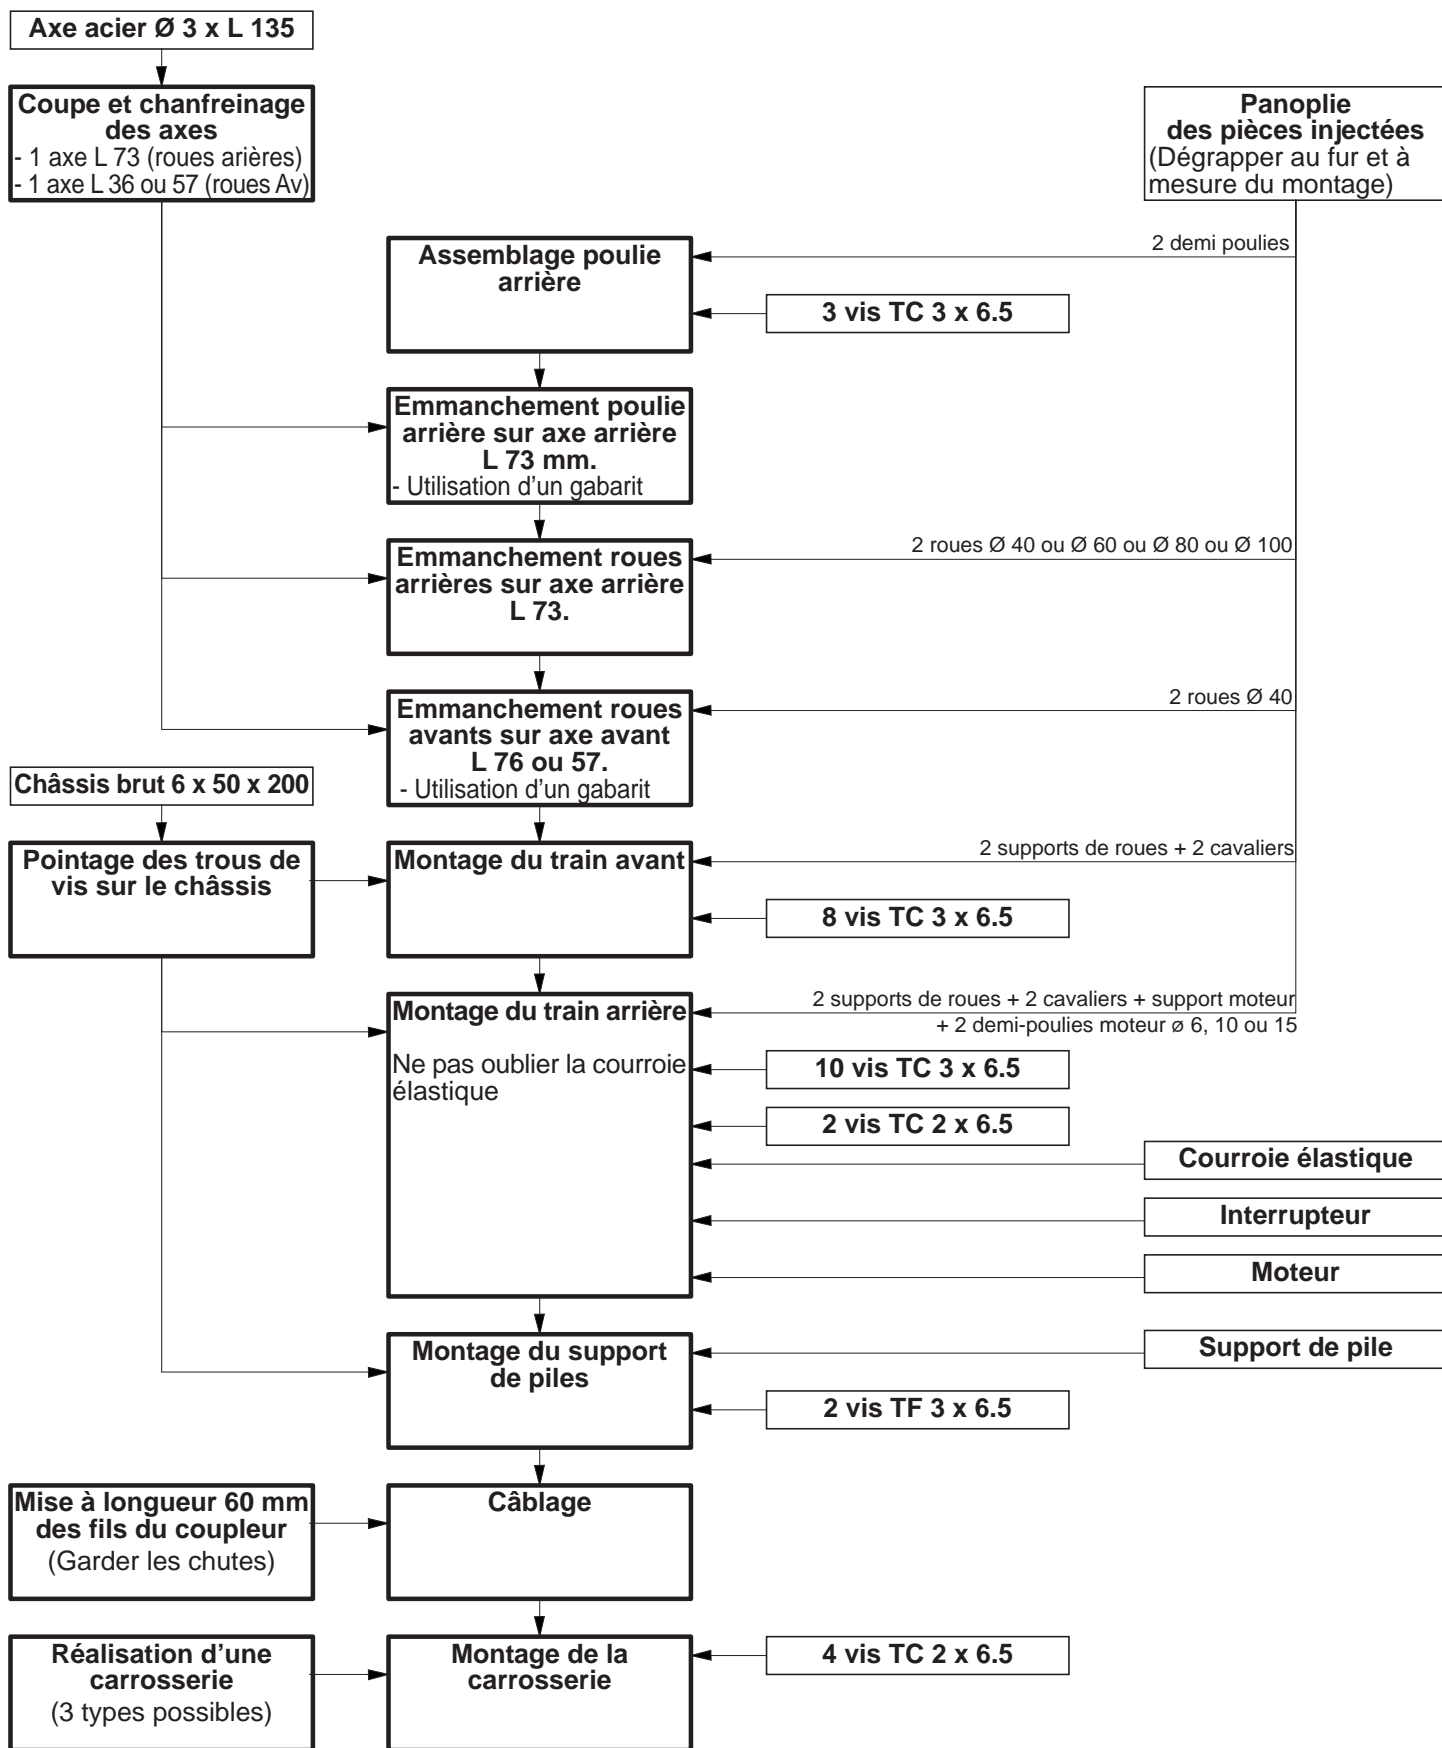 Axe acier Ø 3 x L 135
Coupe et chanfreinage
des axes
- 1 axe L 73 (roues arières)
- 1 axe L 36 ou 57 (roues Av)
Panoplie
des pièces injectées
(Dégrapper au fur et à
mesure du montage)
Assemblage poulie
arrière
2 demi poulies
3 vis TC 3 x 6.5
Emmanchement poulie
arrière sur axe arrière
L 73 mm.
- Utilisation d'un gabarit
Emmanchement roues
arrières sur axe arrière
L 73.
2 roues Ø 40 ou Ø 60 ou Ø 80 ou Ø 100
Emmanchement roues
avants sur axe avant
L 76 ou 57.
- Utilisation d'un gabarit
2 roues Ø 40
Châssis brut 6 x 50 x 200
Pointage des trous de
vis sur le châssis
Montage du train avant
2 supports de roues + 2 cavaliers
8 vis TC 3 x 6.5
Montage du train arrière
Ne pas oublier la courroie
élastique
2 supports de roues + 2 cavaliers + support moteur
+ 2 demi-poulies moteur ø 6, 10 ou 15
10 vis TC 3 x 6.5
2 vis TC 2 x 6.5
Courroie élastique
Interrupteur
Moteur
Montage du support
de piles
Support de pile
2 vis TF 3 x 6.5
Mise à longueur 60 mm
des fils du coupleur
(Garder les chutes)
Câblage
Réalisation d'une
carrosserie
(3 types possibles)
Montage de la
carrosserie
4 vis TC 2 x 6.5